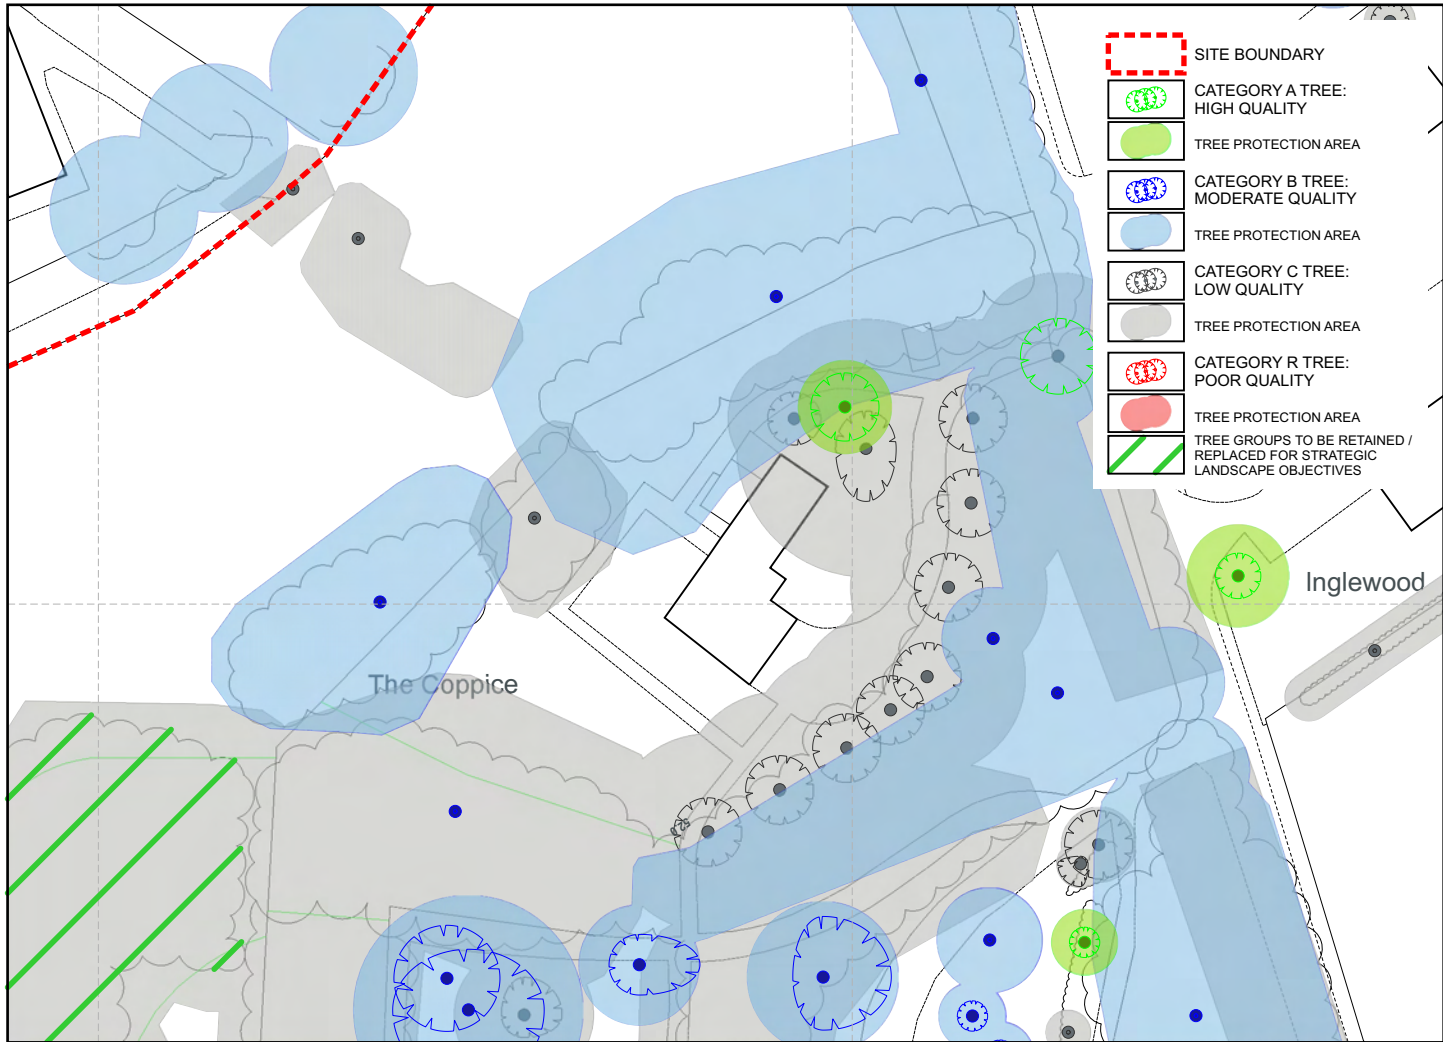 SITE BOUNDARY
CATEGORY A TREE:
HIGH QUALITY
TREE PROTECTION AREA
CATEGORY B TREE:
MODERATE QUALITY
TREE PROTECTION AREA
CATEGORY C TREE:
LOW QUALITY
TREE PROTECTION AREA
CATEGORY R TREE:
POOR QUALITY
TREE PROTECTION AREA
TREE GROUPS TO BE RETAINED /
REPLACED FOR STRATEGIC
LANDSCAPE OBJECTIVES
Inglewood
The Coppice